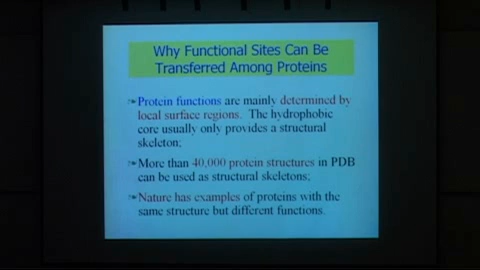 Why Functional Sites Can Be
Transferred Among Proteins
Protein functions are mainly determined by
local surface regions. The hydrophobic
core usually only provides a structural
skeleton;
More than 40,000 protein structures in PDB
can be used as structural skeletons;
Nature has examples of proteins with the
same structure but different functions.